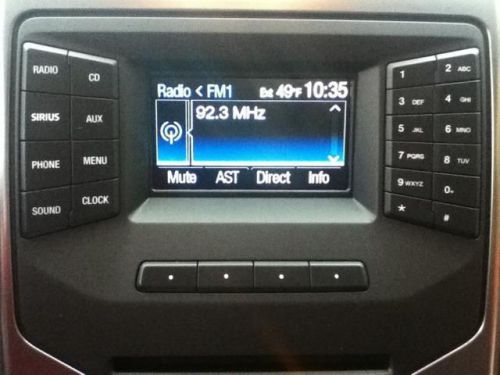 RADIO
CD
SIRIUS
AUX
PHONE
MENU
SOUND
CLOCK
Radio < FM1 49°F 10:35
92.3 MHz
Mute AST Direct Info
1
2 ABC
3 DEF
4 GHI
5 JKL
6 MNO
7 PQRS
8 TUV
9 WXYZ
0-
*
#